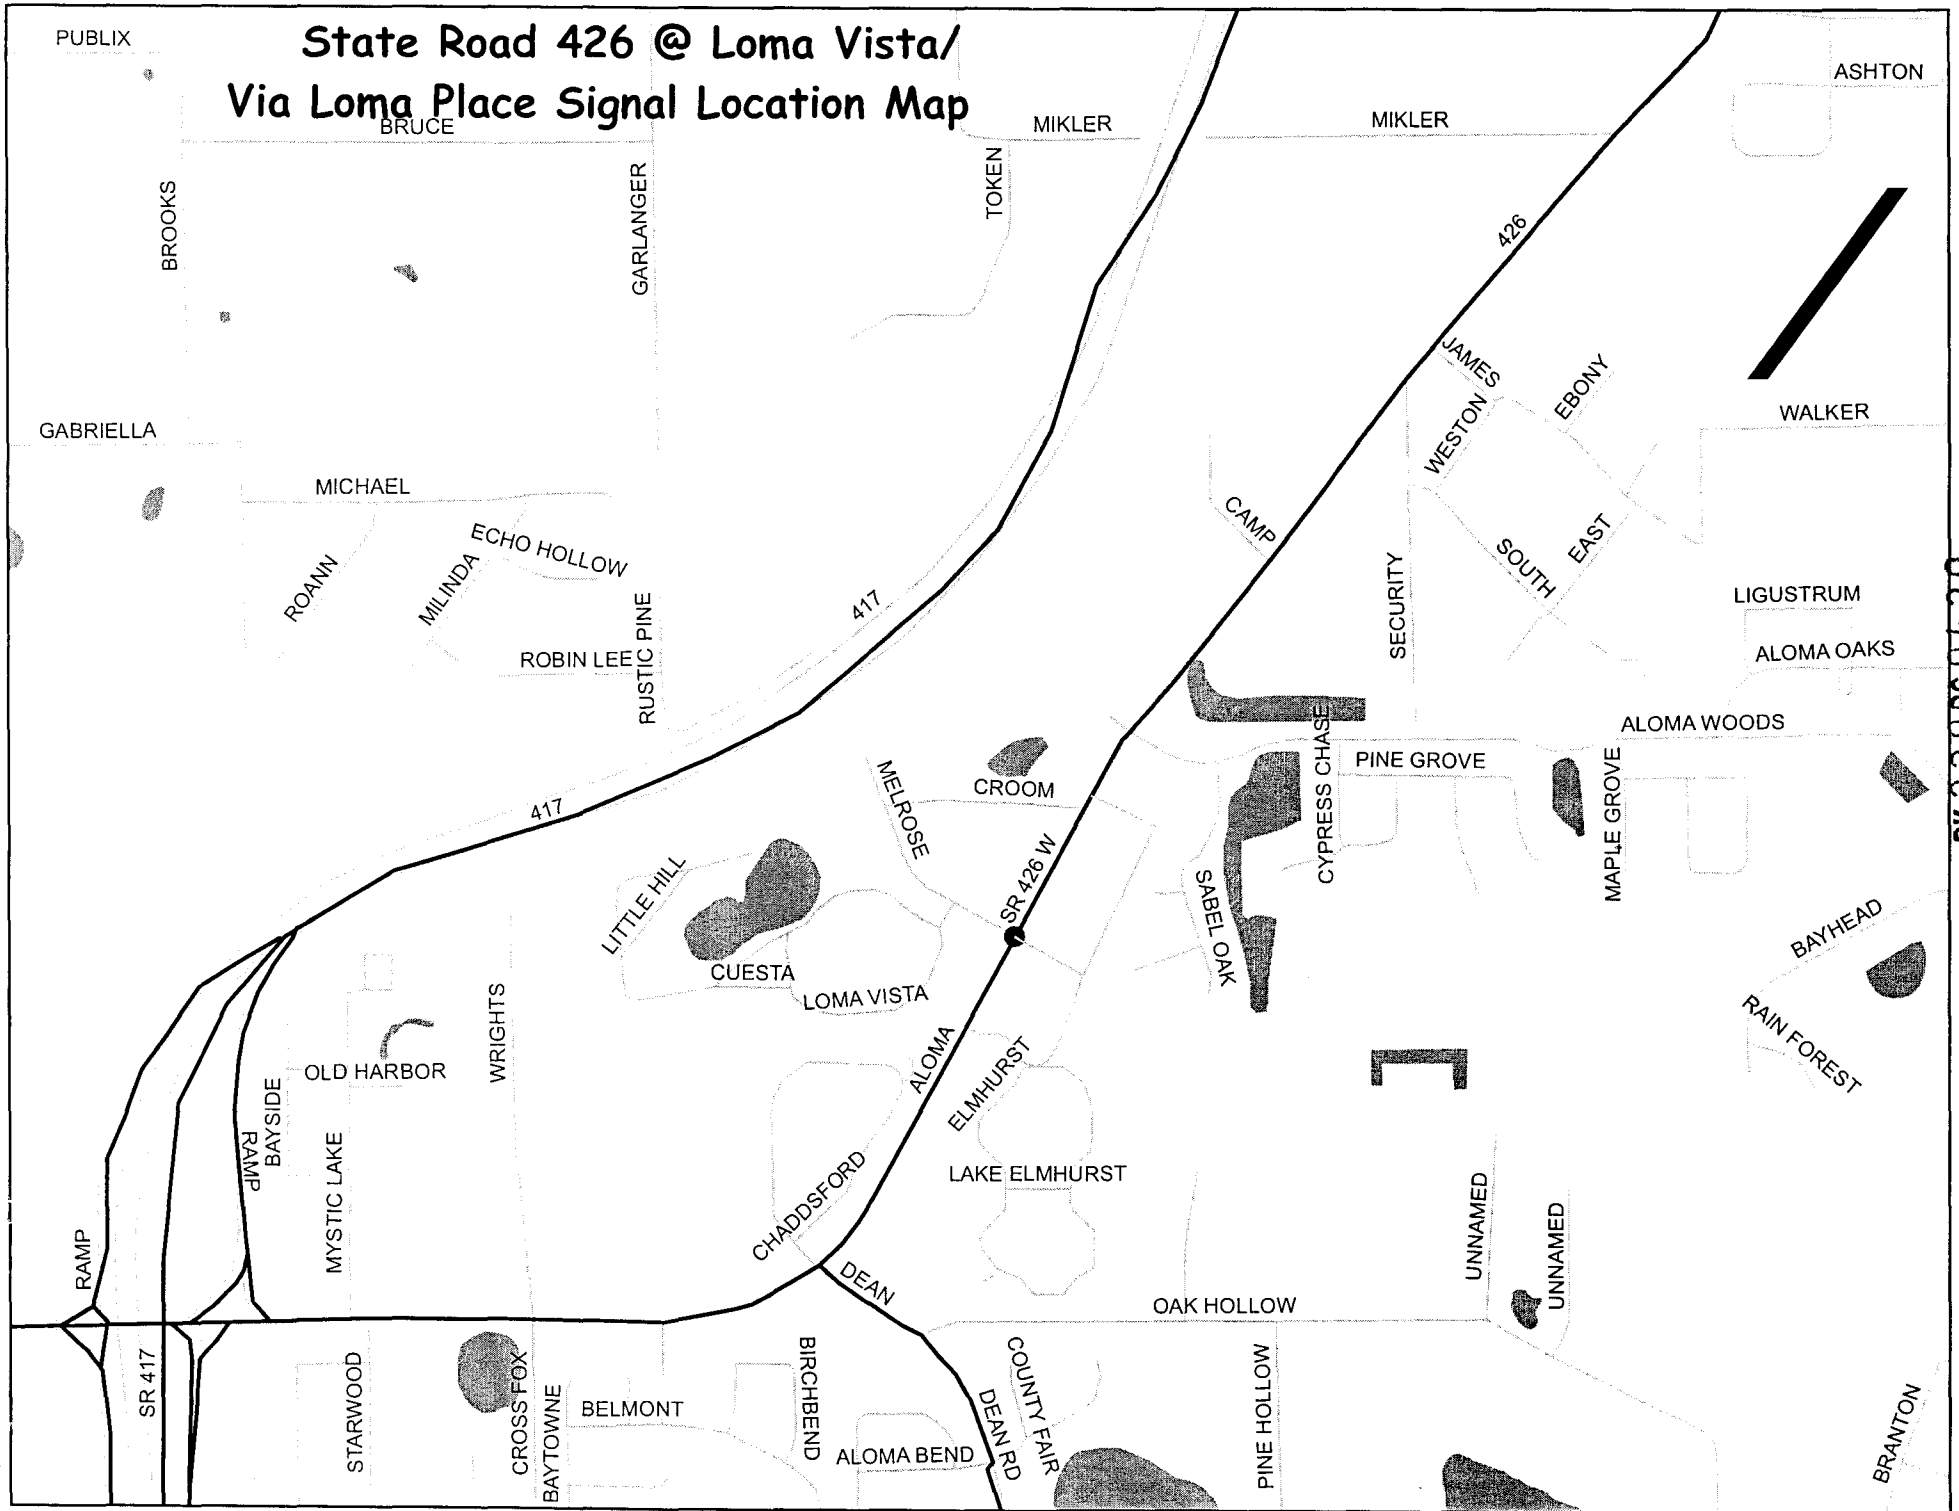 State Road 426 @ Loma Vista/
Via Loma Place Signal Location Map
PUBLIX
ASHTON
BRUCE
MIKLER
MIKLER
BROOKS
GARLANGER
TOKEN
426
JAMES
EBONY
WESTON
WALKER
GABRIELLA
MICHAEL
ECHO HOLLOW
ROANN
MILINDA
CAMP
SOUTH
EAST
SECURITY
LIGUSTRUM
417
RUSTIC PINE
ROBIN LEE
ALOMA OAKS
ALOMA WOODS
PINE GROVE
CYPRESS CHASE
MAPLE GROVE
MELROSE
CROOM
417
SR 426 W
LITTLE HILL
SABEL OAK
BAYHEAD
CUESTA
LOMA VISTA
WRIGHTS
RAIN FOREST
OLD HARBOR
ALOMA
ELMHURST
BAYSIDE
RAMP
MYSTIC LAKE
LAKE ELMHURST
CHADDSFORD
UNNAMED
UNNAMED
RAMP
DEAN
OAK HOLLOW
SR 417
STARWOOD
CROSS FOX
BAYTOWNE
BELMONT
BIRCHBEND
ALOMA BEND
DEAN RD
COUNTY FAIR
PINE HOLLOW
BRANTON